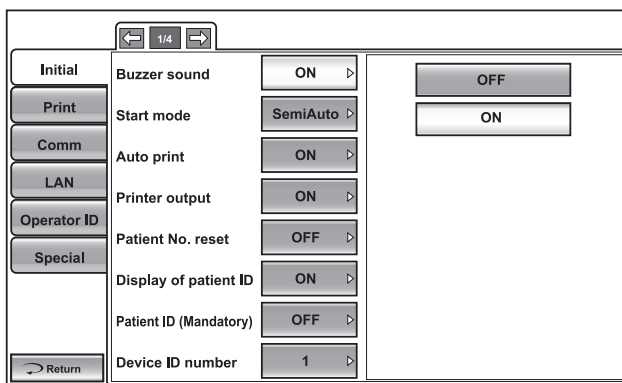 1/4
Initial
Print
Comm
LAN
Operator ID
Special
Return
Buzzer sound ON
Start mode SemiAuto
Auto print ON
Printer output ON
Patient No. reset OFF
Display of patient ID ON
Patient ID (Mandatory) OFF
Device ID number 1
OFF
ON